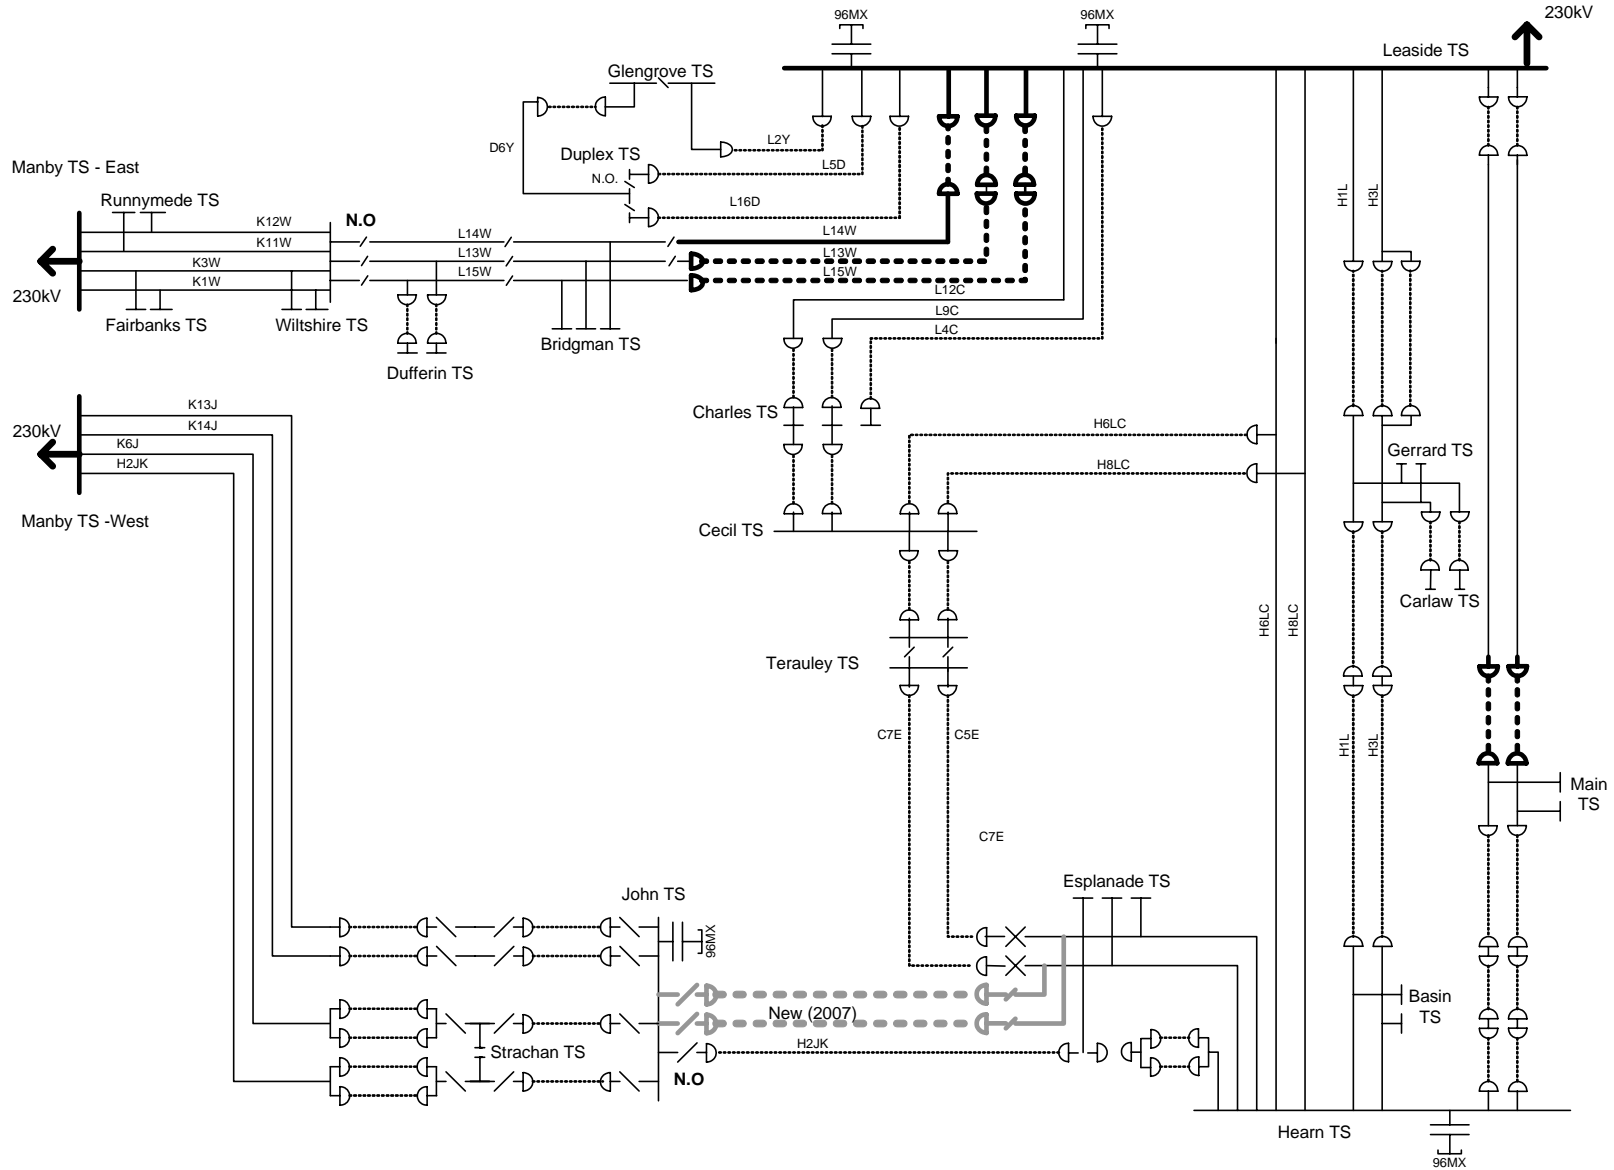 96MX
96MX
230kV
Leaside TS
Glengrove TS
L2Y
D6Y
Duplex TS
L5D
N.O.
L16D
Manby TS - East
Runnymede TS
K12W
N.O
L14W
L14W
K11W
L13W
L13W
K3W
L15W
L15W
K1W
230kV
L12C
L9C
L4C
Fairbanks TS
Wiltshire TS
Bridgman TS
Dufferin TS
H1L
H3L
K13J
K14J
230kV
K6J
H2JK
Manby TS -West
Charles TS
H6LC
H8LC
Gerrard TS
Cecil TS
Carlaw TS
H6LC
H8LC
Terauley TS
C7E
C5E
H1L
H3L
Main
TS
C7E
Esplanade TS
John TS
96MX
New (2007)
Basin
TS
H2JK
Strachan TS
N.O
Hearn TS
96MX